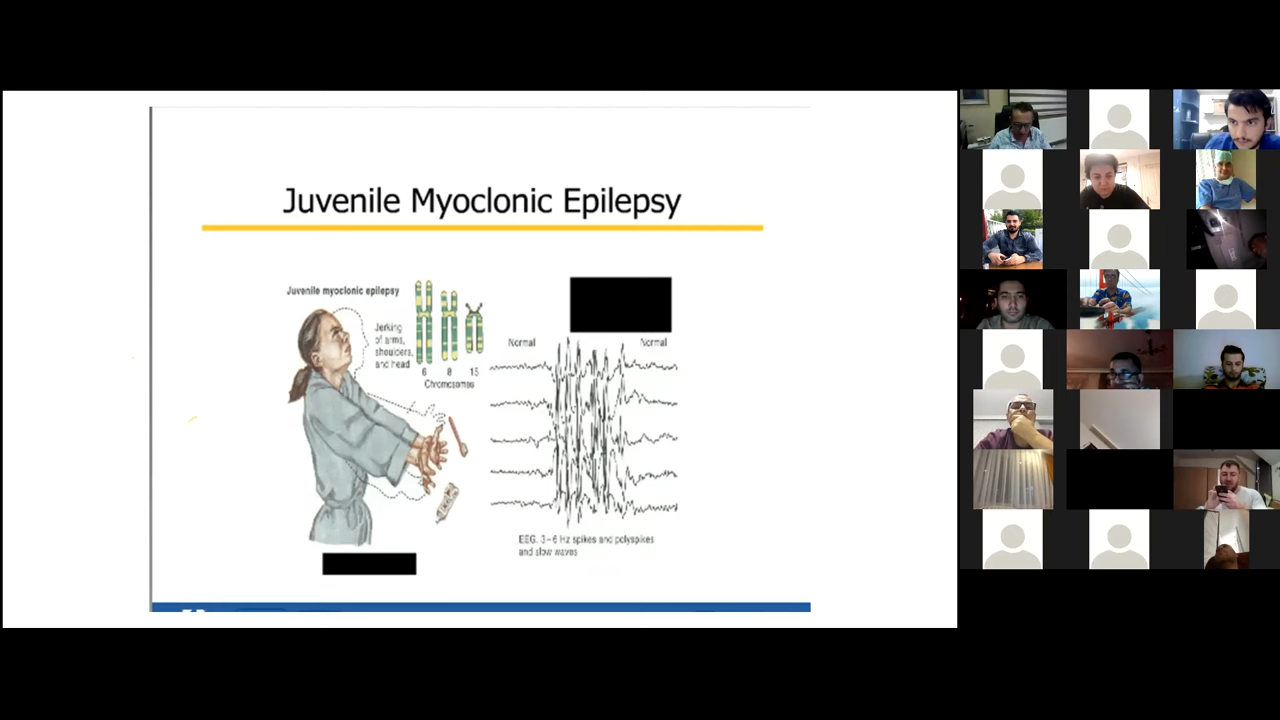 Juvenile Myoclonic Epilepsy
Juvenile myoclonic epilepsy
Jerking
of arms,
shoulders,
and head
6 8 15
Chromosomes
Normal
Normal
EEG. 3–6 Hz spikes and polyspikes
and slow waves